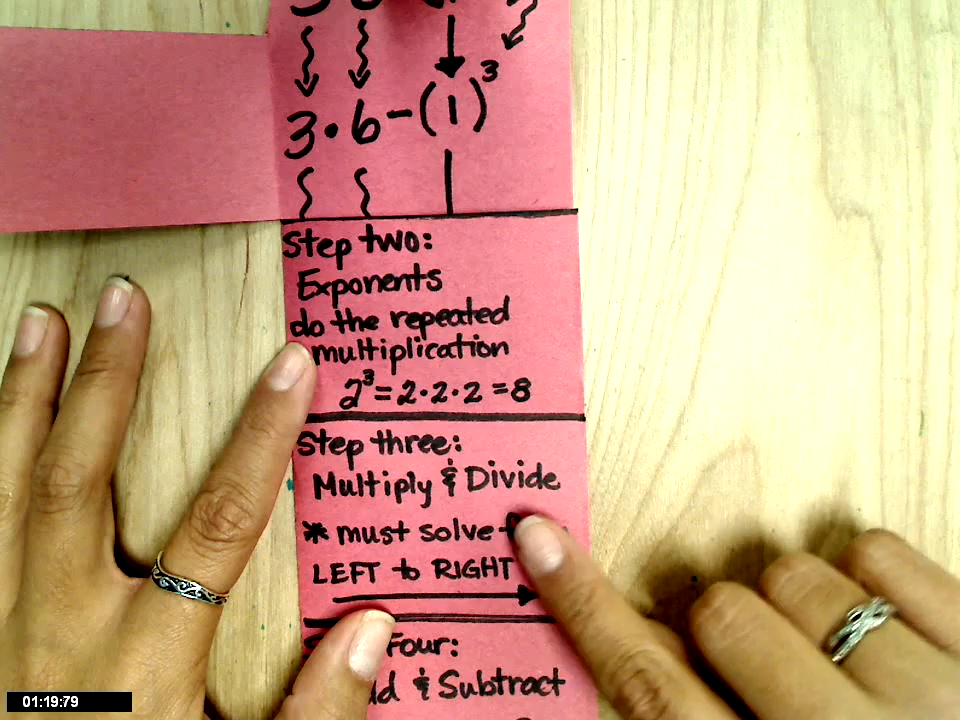 3 • 6 - (1)³
Step two:
Exponents
do the repeated
multiplication
2³ = 2 • 2 • 2 = 8
Step three:
Multiply & Divide
* must solve
LEFT to RIGHT
Four:
& Subtract
01:19:79